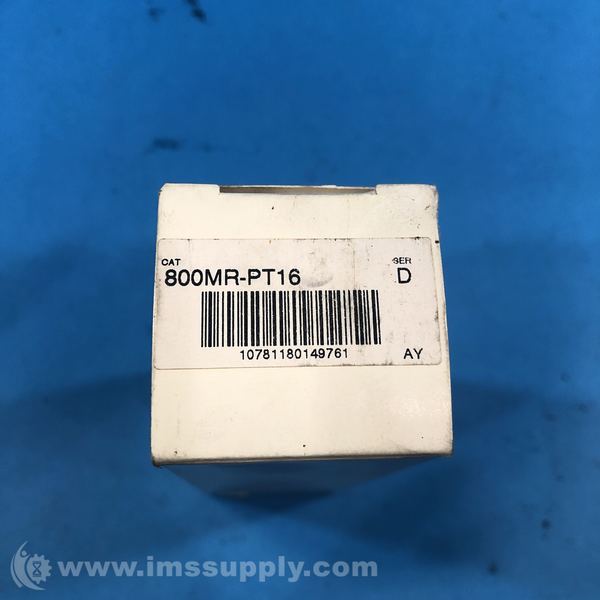 CAT
SER
800MR-PT16
D
10781180149761
AY
www.imssupply.com